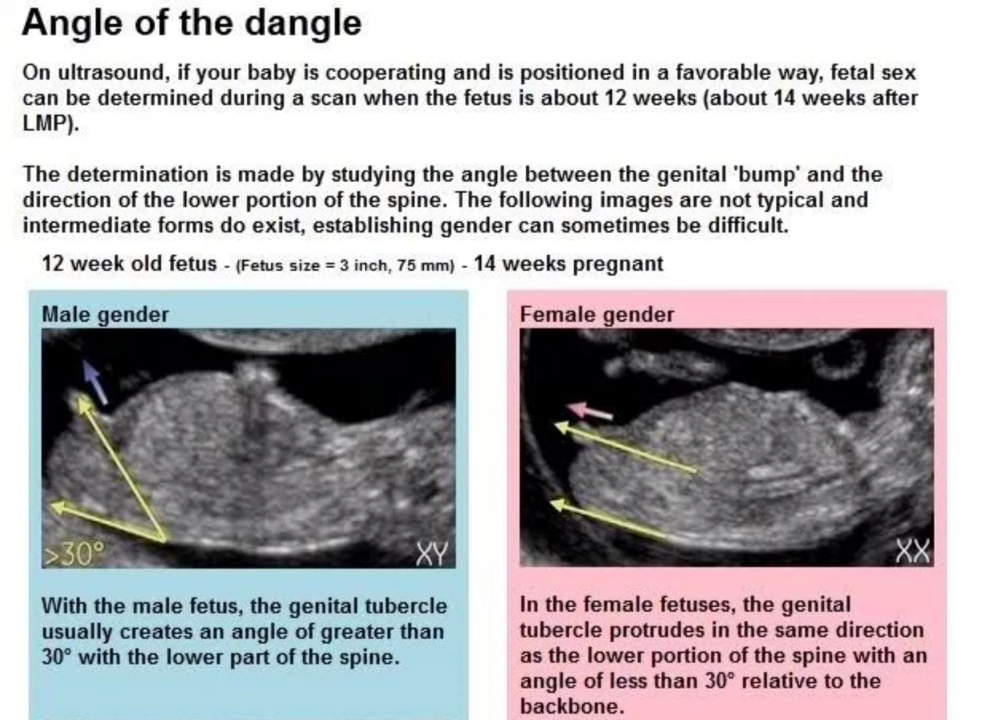 Angle of the dangle
On ultrasound, if your baby is cooperating and is positioned in a favorable way, fetal sex
can be determined during a scan when the fetus is about 12 weeks (about 14 weeks after
LMP).
The determination is made by studying the angle between the genital 'bump' and the
direction of the lower portion of the spine. The following images are not typical and
intermediate forms do exist, establishing gender can sometimes be difficult.
12 week old fetus - (Fetus size = 3 inch, 75 mm) - 14 weeks pregnant
Male gender
>30°
XY
With the male fetus, the genital tubercle
usually creates an angle of greater than
30° with the lower part of the spine.
Female gender
XX
In the female fetuses, the genital
tubercle protrudes in the same direction
as the lower portion of the spine with an
angle of less than 30° relative to the
backbone.